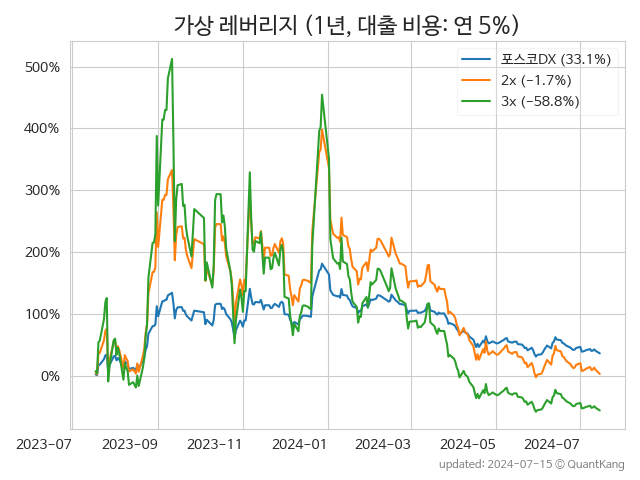 가상 레버리지 (1년, 대출 비용: 연 5%)
포스코DX (33.1%)
2x (−1.7%)
3x (−58.8%)
500%
400%
300%
200%
100%
0%
2023-07 2023-09 2023-11 2024-01 2024-03 2024-05 2024-07
updated: 2024-07-15 © QuantKang